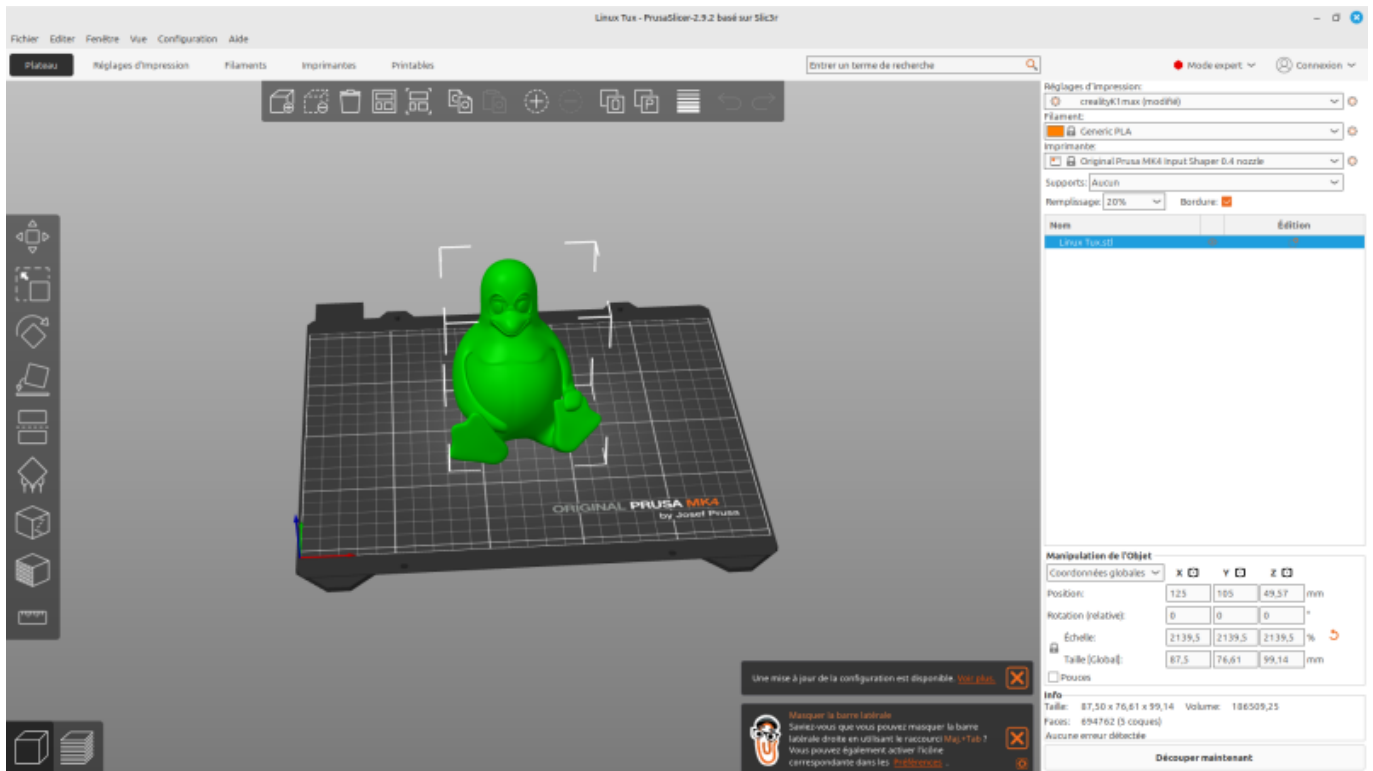 Linux Tux - PrusaSlicer-2.9.2 basé sur Slic3r
Fichier Editer Fenêtre Vue Configuration Aide
Plateau Réglages d'Impression Filaments Imprimantes Printables
Entrer un terme de recherche
Mode expert
Connexion
Réglages d'impression:
crealityK1max (modifié)
Filament:
Generic PLA
Imprimante:
Original Prusa MK4 Input Shaper 0.4 nozzle
Supports: Aucun
Remplissage: 20% Bordure:
Nom Édition
Linux Tux.stl
ORIGINAL PRUSA MK4
by Josef Prusa
Manipulation de l'Objet
Coordonnées globales X Y Z
Position: 125 105 49,57 mm
Rotation (relative): 0 0 0 °
Échelle: 2139,5 2139,5 2139,5 %
Taille [Global]: 87,5 76,61 99,14 mm
Pouces
Une mise à jour de la configuration est disponible. Voir plus.
Masquer la barre latérale
Saviez-vous que vous pouvez masquer la barre
latérale droite en utilisant le raccourci Maj.+Tab ?
Vous pouvez également activer l'icône
correspondante dans les Préférences .
Info
Taille: 87,50 x 76,61 x 99,14 Volume: 186509,25
Faces: 694762 (5 coques)
Aucune erreur détectée
Découper maintenant